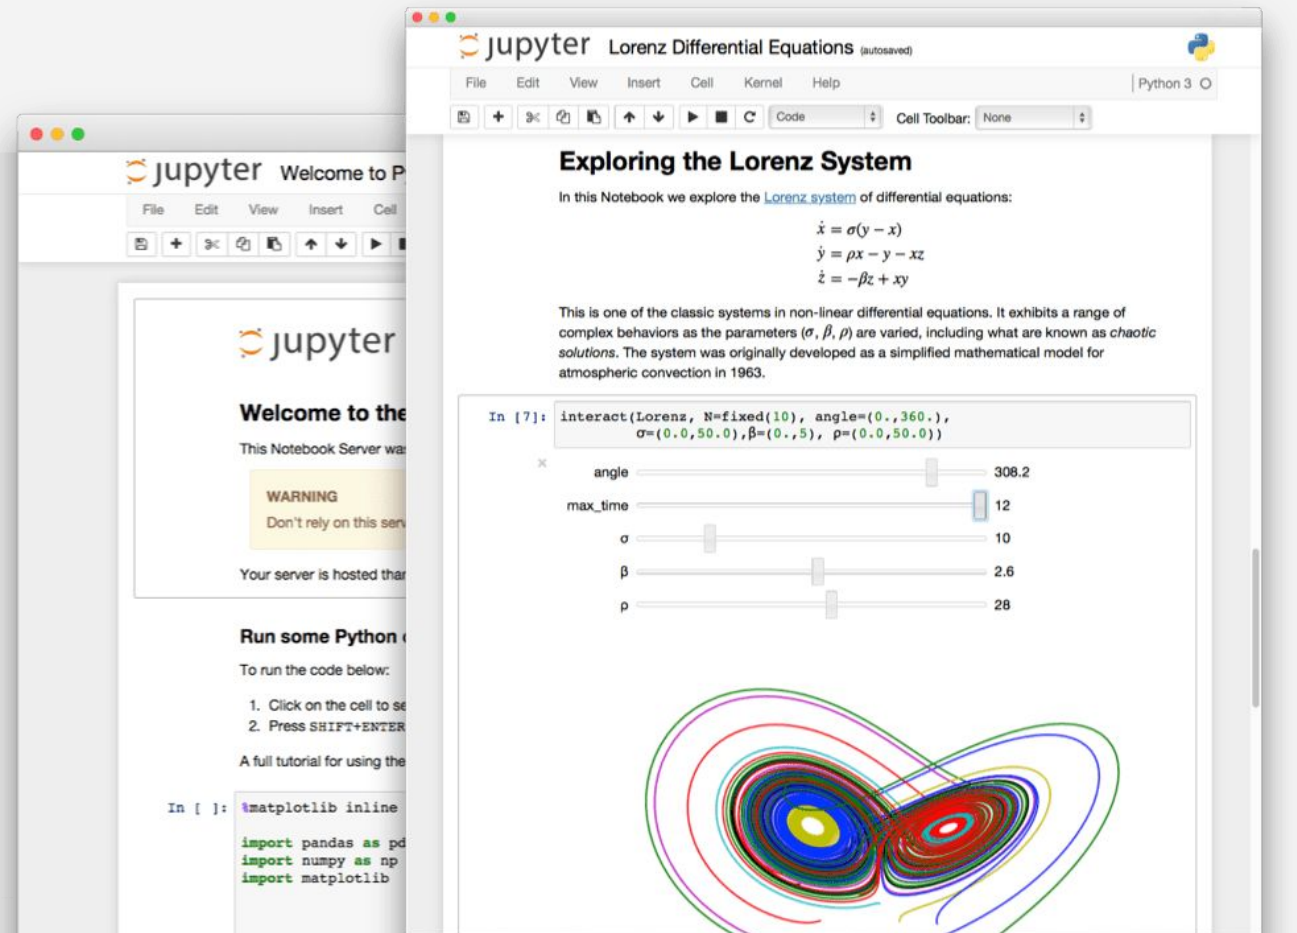 jupyter Lorenz Differential Equations (autosaved)
File Edit View Insert Cell Kernel Help Python 3
Code Cell Toolbar: None
Exploring the Lorenz System
In this Notebook we explore the Lorenz system of differential equations:
ẋ = σ(y − x)
ẏ = ρx − y − xz
ż = −βz + xy
This is one of the classic systems in non-linear differential equations. It exhibits a range of
complex behaviors as the parameters (σ, β, ρ) are varied, including what are known as chaotic
solutions. The system was originally developed as a simplified mathematical model for
atmospheric convection in 1963.
In [7]: interact(Lorenz, N=fixed(10), angle=(0.,360.),
σ=(0.0,50.0),β=(0.,5), ρ=(0.0,50.0))
angle 308.2
max_time 12
σ 10
β 2.6
ρ 28
jupyter Welcome to P
File Edit View Insert Cell
jupyter
Welcome to the
This Notebook Server was
WARNING
Don't rely on this serv
Your server is hosted than
Run some Python
To run the code below:
1. Click on the cell to se
2. Press SHIFT+ENTER
A full tutorial for using the
In [ ]: %matplotlib inline
import pandas as pd
import numpy as np
import matplotlib